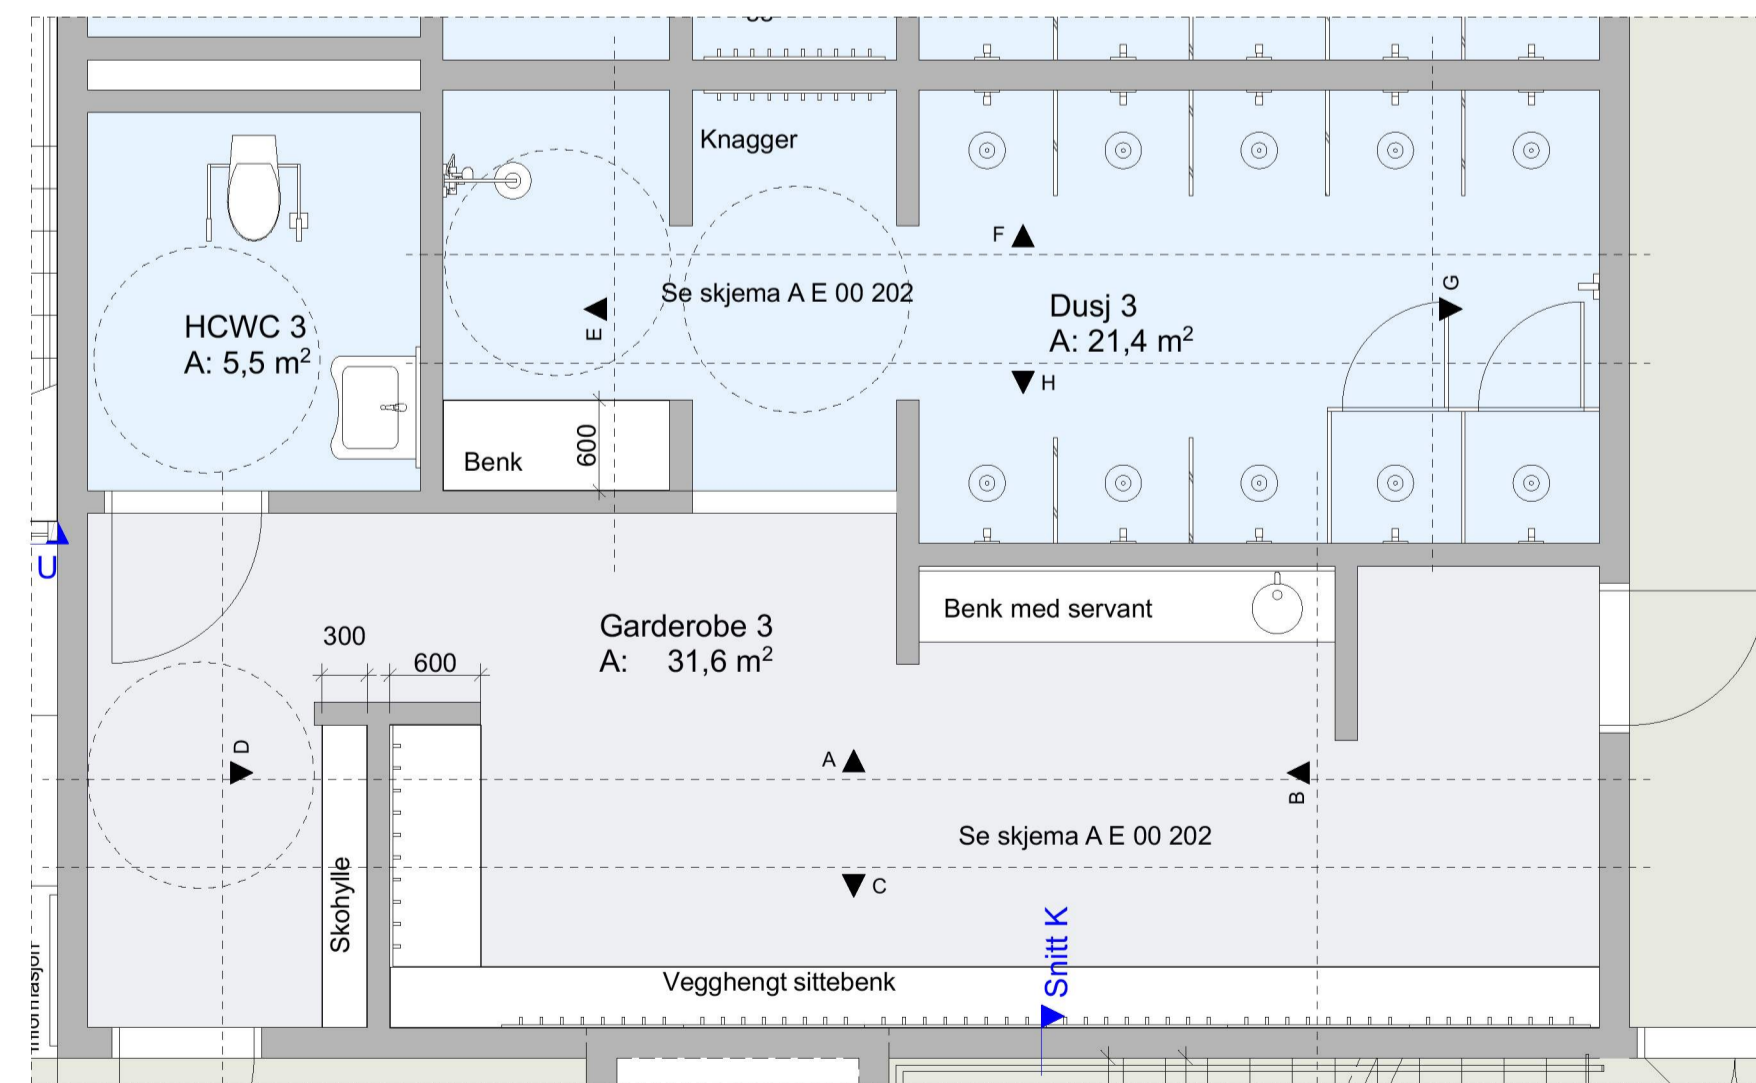 Knagger
Se skjema A E 00 202
F
G
E
H
HCWC 3
A: 5,5 m²
Dusj 3
A: 21,4 m²
Benk
600
U
Garderobe 3
A: 31,6 m²
Benk med servant
300
600
D
A
B
Se skjema A E 00 202
C
Skohylle
Snitt K
Vegghengt sittebenk